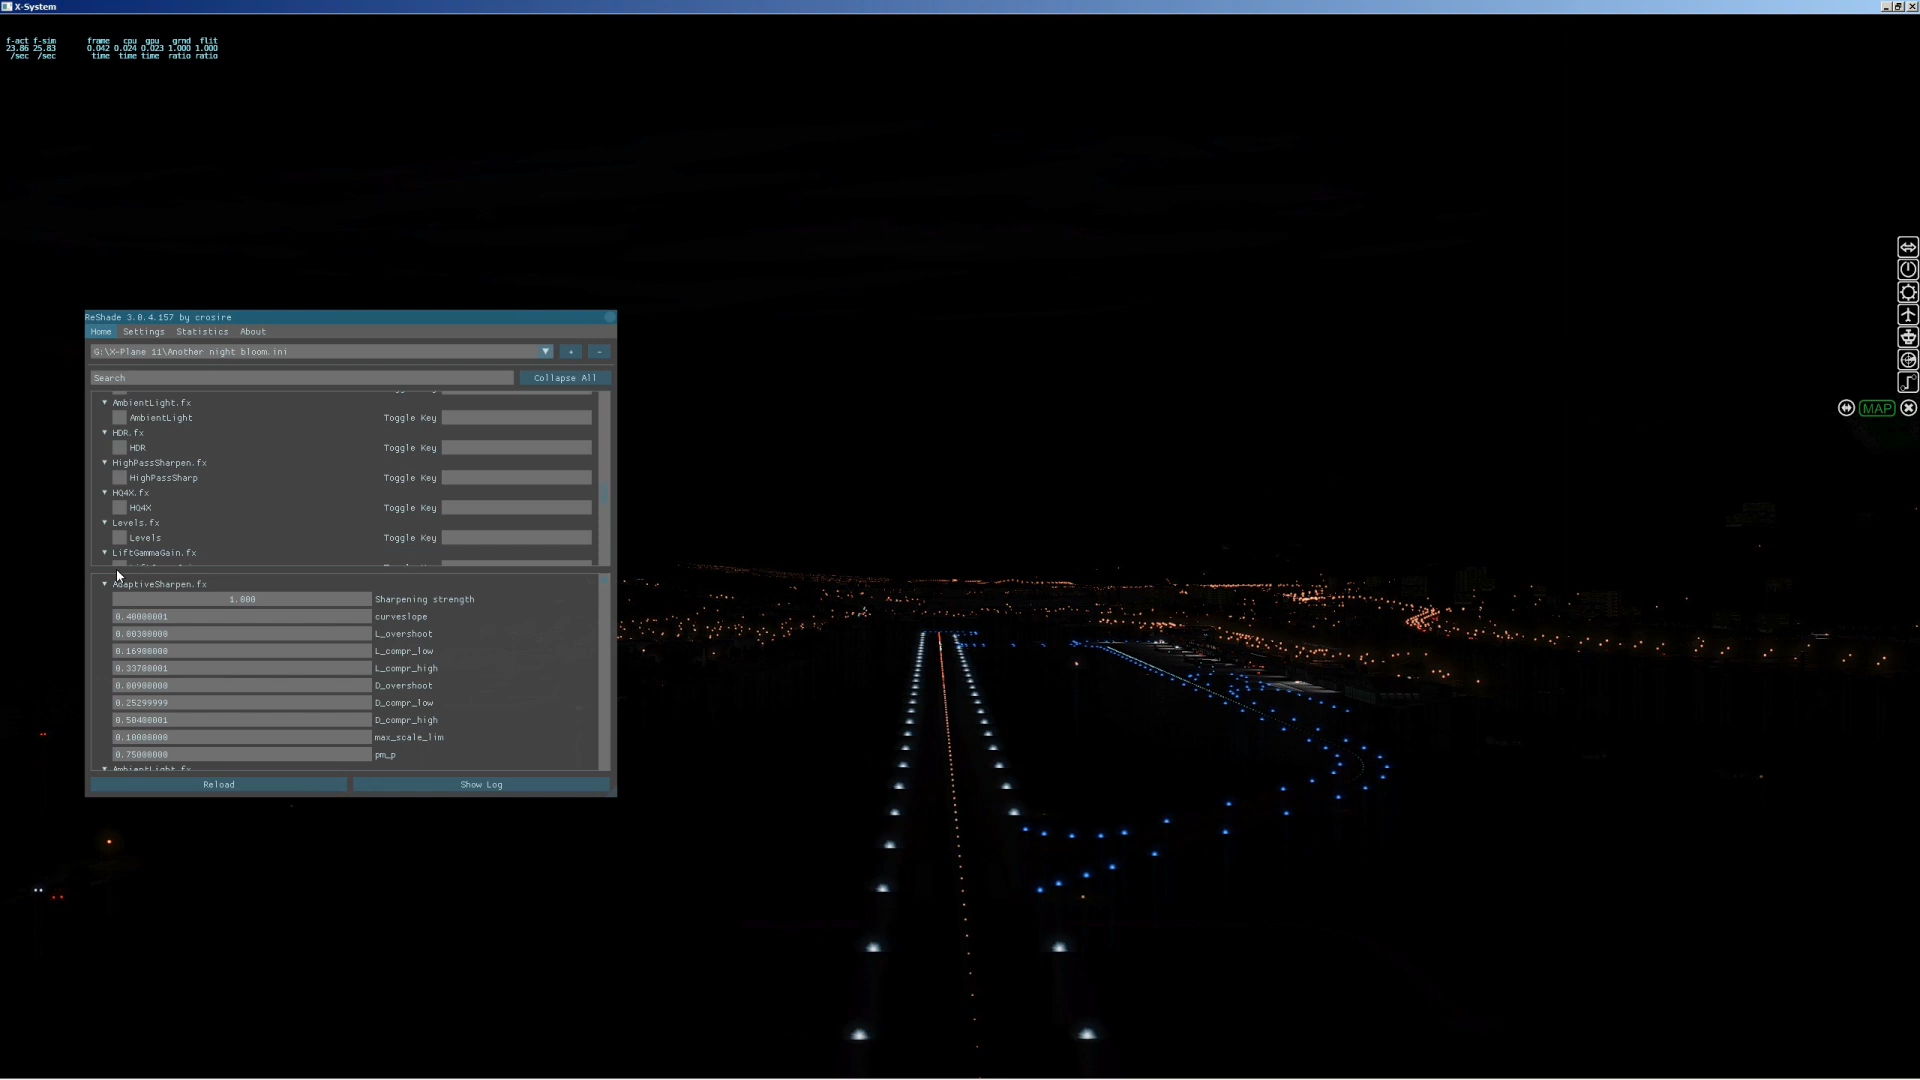 X-System
f-act f-sim frame cpu gpu grnd flit
23.86 25.83 0.042 0.024 0.023 1.000 1.000
/sec /sec time time time ratio ratio
MAP
ReShade 3.0.4.157 by crosire
Home Settings Statistics About
G:\X-Plane 11\Another night bloom.ini
+ -
Search Collapse All
AmbientLight.fx
AmbientLight Toggle Key
HDR.fx
HDR Toggle Key
HighPassSharpen.fx
HighPassSharp Toggle Key
HQ4X.fx
HQ4X Toggle Key
Levels.fx
Levels Toggle Key
LiftGammaGain.fx
AdaptiveSharpen.fx
1.000 Sharpening strength
0.40000001 curveslope
0.00300000 L_overshoot
0.16900000 L_compr_low
0.33700001 L_compr_high
0.00900000 D_overshoot
0.25299999 D_compr_low
0.50400001 D_compr_high
0.10000000 max_scale_lim
0.75000000 pm_p
AmbientLight.fx
Reload Show Log